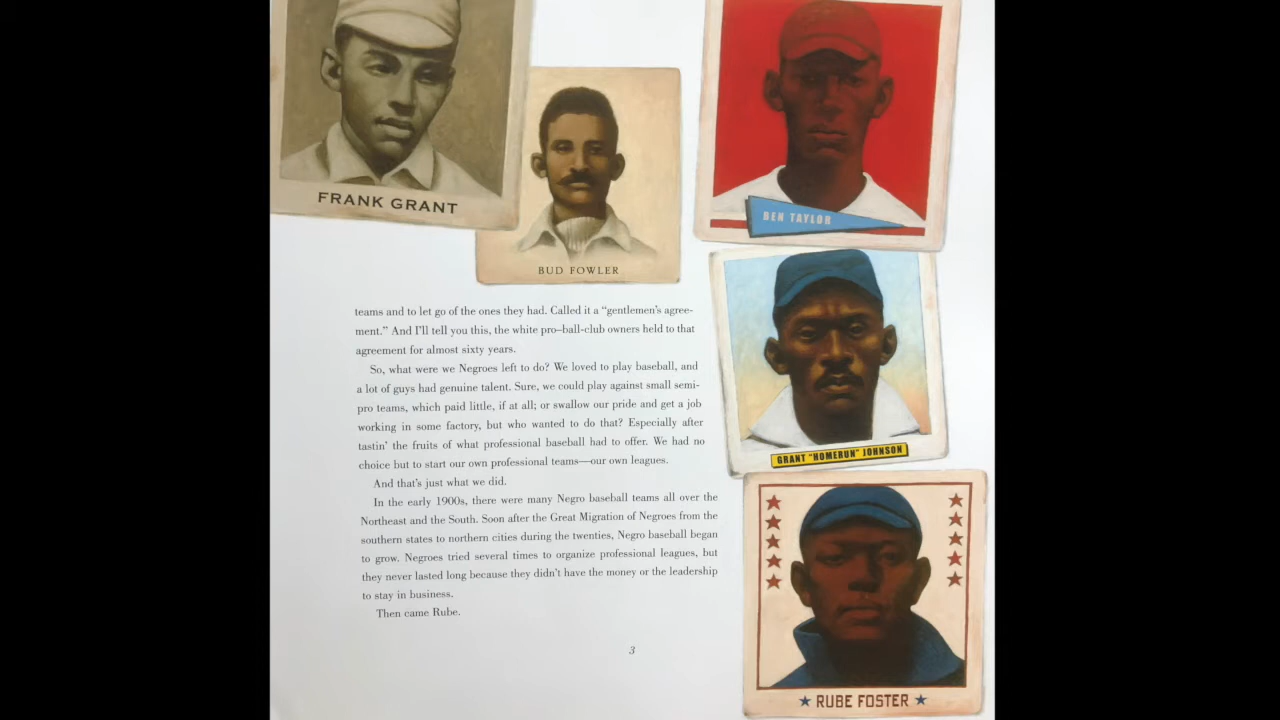 FRANK GRANT
BUD FOWLER
BEN TAYLOR
GRANT "HOMERUN" JOHNSON
RUBE FOSTER
teams and to let go of the ones they had. Called it a “gentlemen’s agree-
ment.” And I’ll tell you this, the white pro–ball-club owners held to that
agreement for almost sixty years.
So, what were we Negroes left to do? We loved to play baseball, and
a lot of guys had genuine talent. Sure, we could play against small semi-
pro teams, which paid little, if at all; or swallow our pride and get a job
working in some factory, but who wanted to do that? Especially after
tastin’ the fruits of what professional baseball had to offer. We had no
choice but to start our own professional teams—our own leagues.
And that’s just what we did.
In the early 1900s, there were many Negro baseball teams all over the
Northeast and the South. Soon after the Great Migration of Negroes from the
southern states to northern cities during the twenties, Negro baseball began
to grow. Negroes tried several times to organize professional leagues, but
they never lasted long because they didn’t have the money or the leadership
to stay in business.
Then came Rube.
3